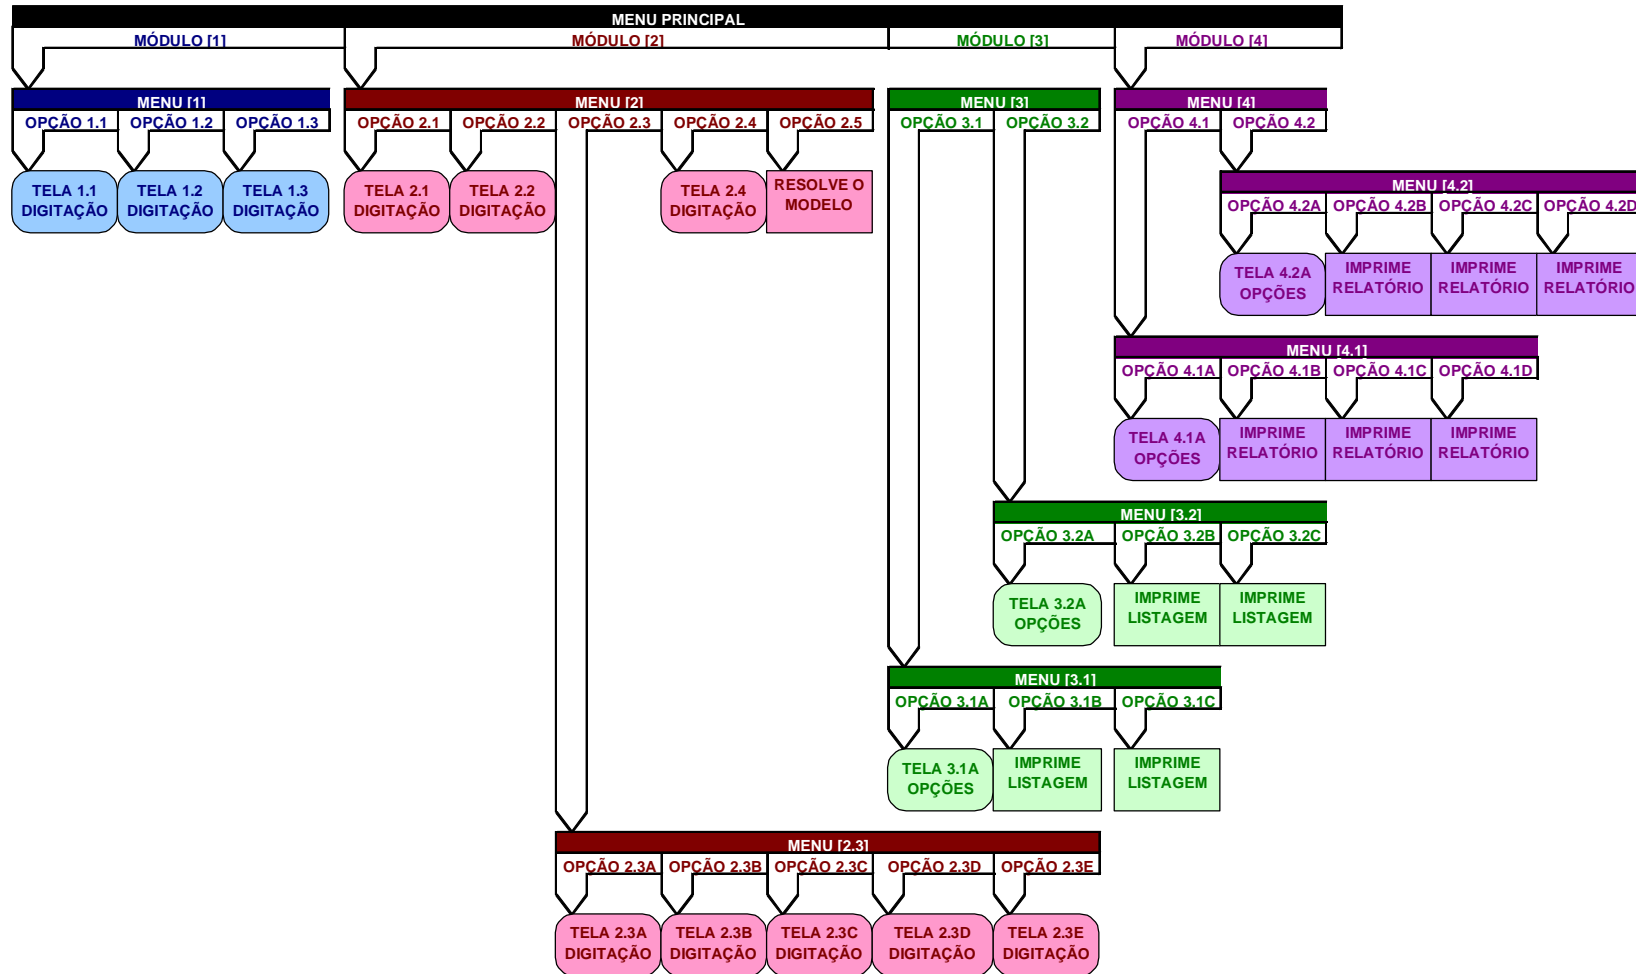 MENU PRINCIPAL
MÓDULO [1] MÓDULO [2] MÓDULO [3] MÓDULO [4]
MENU [1] MENU [2] MENU [3] MENU [4]
OPÇÃO 1.1 OPÇÃO 1.2 OPÇÃO 1.3 OPÇÃO 2.1 OPÇÃO 2.2 OPÇÃO 2.3 OPÇÃO 2.4 OPÇÃO 2.5 OPÇÃO 3.1 OPÇÃO 3.2 OPÇÃO 4.1 OPÇÃO 4.2
TELA 1.1 TELA 1.2 TELA 1.3 TELA 2.1 TELA 2.2 TELA 2.4 RESOLVE O MENU [4.2]
DIGITAÇÃO DIGITAÇÃO DIGITAÇÃO DIGITAÇÃO DIGITAÇÃO DIGITAÇÃO MODELO OPÇÃO 4.2A OPÇÃO 4.2B OPÇÃO 4.2C OPÇÃO 4.2D
TELA 4.2A IMPRIME IMPRIME IMPRIME
OPÇÕES RELATÓRIO RELATÓRIO RELATÓRIO
MENU [4.1]
OPÇÃO 4.1A OPÇÃO 4.1B OPÇÃO 4.1C OPÇÃO 4.1D
TELA 4.1A IMPRIME IMPRIME IMPRIME
OPÇÕES RELATÓRIO RELATÓRIO RELATÓRIO
MENU [3.2]
OPÇÃO 3.2A OPÇÃO 3.2B OPÇÃO 3.2C
TELA 3.2A IMPRIME IMPRIME
OPÇÕES LISTAGEM LISTAGEM
MENU [3.1]
OPÇÃO 3.1A OPÇÃO 3.1B OPÇÃO 3.1C
TELA 3.1A IMPRIME IMPRIME
OPÇÕES LISTAGEM LISTAGEM
MENU [2.3]
OPÇÃO 2.3A OPÇÃO 2.3B OPÇÃO 2.3C OPÇÃO 2.3D OPÇÃO 2.3E
TELA 2.3A TELA 2.3B TELA 2.3C TELA 2.3D TELA 2.3E
DIGITAÇÃO DIGITAÇÃO DIGITAÇÃO DIGITAÇÃO DIGITAÇÃO